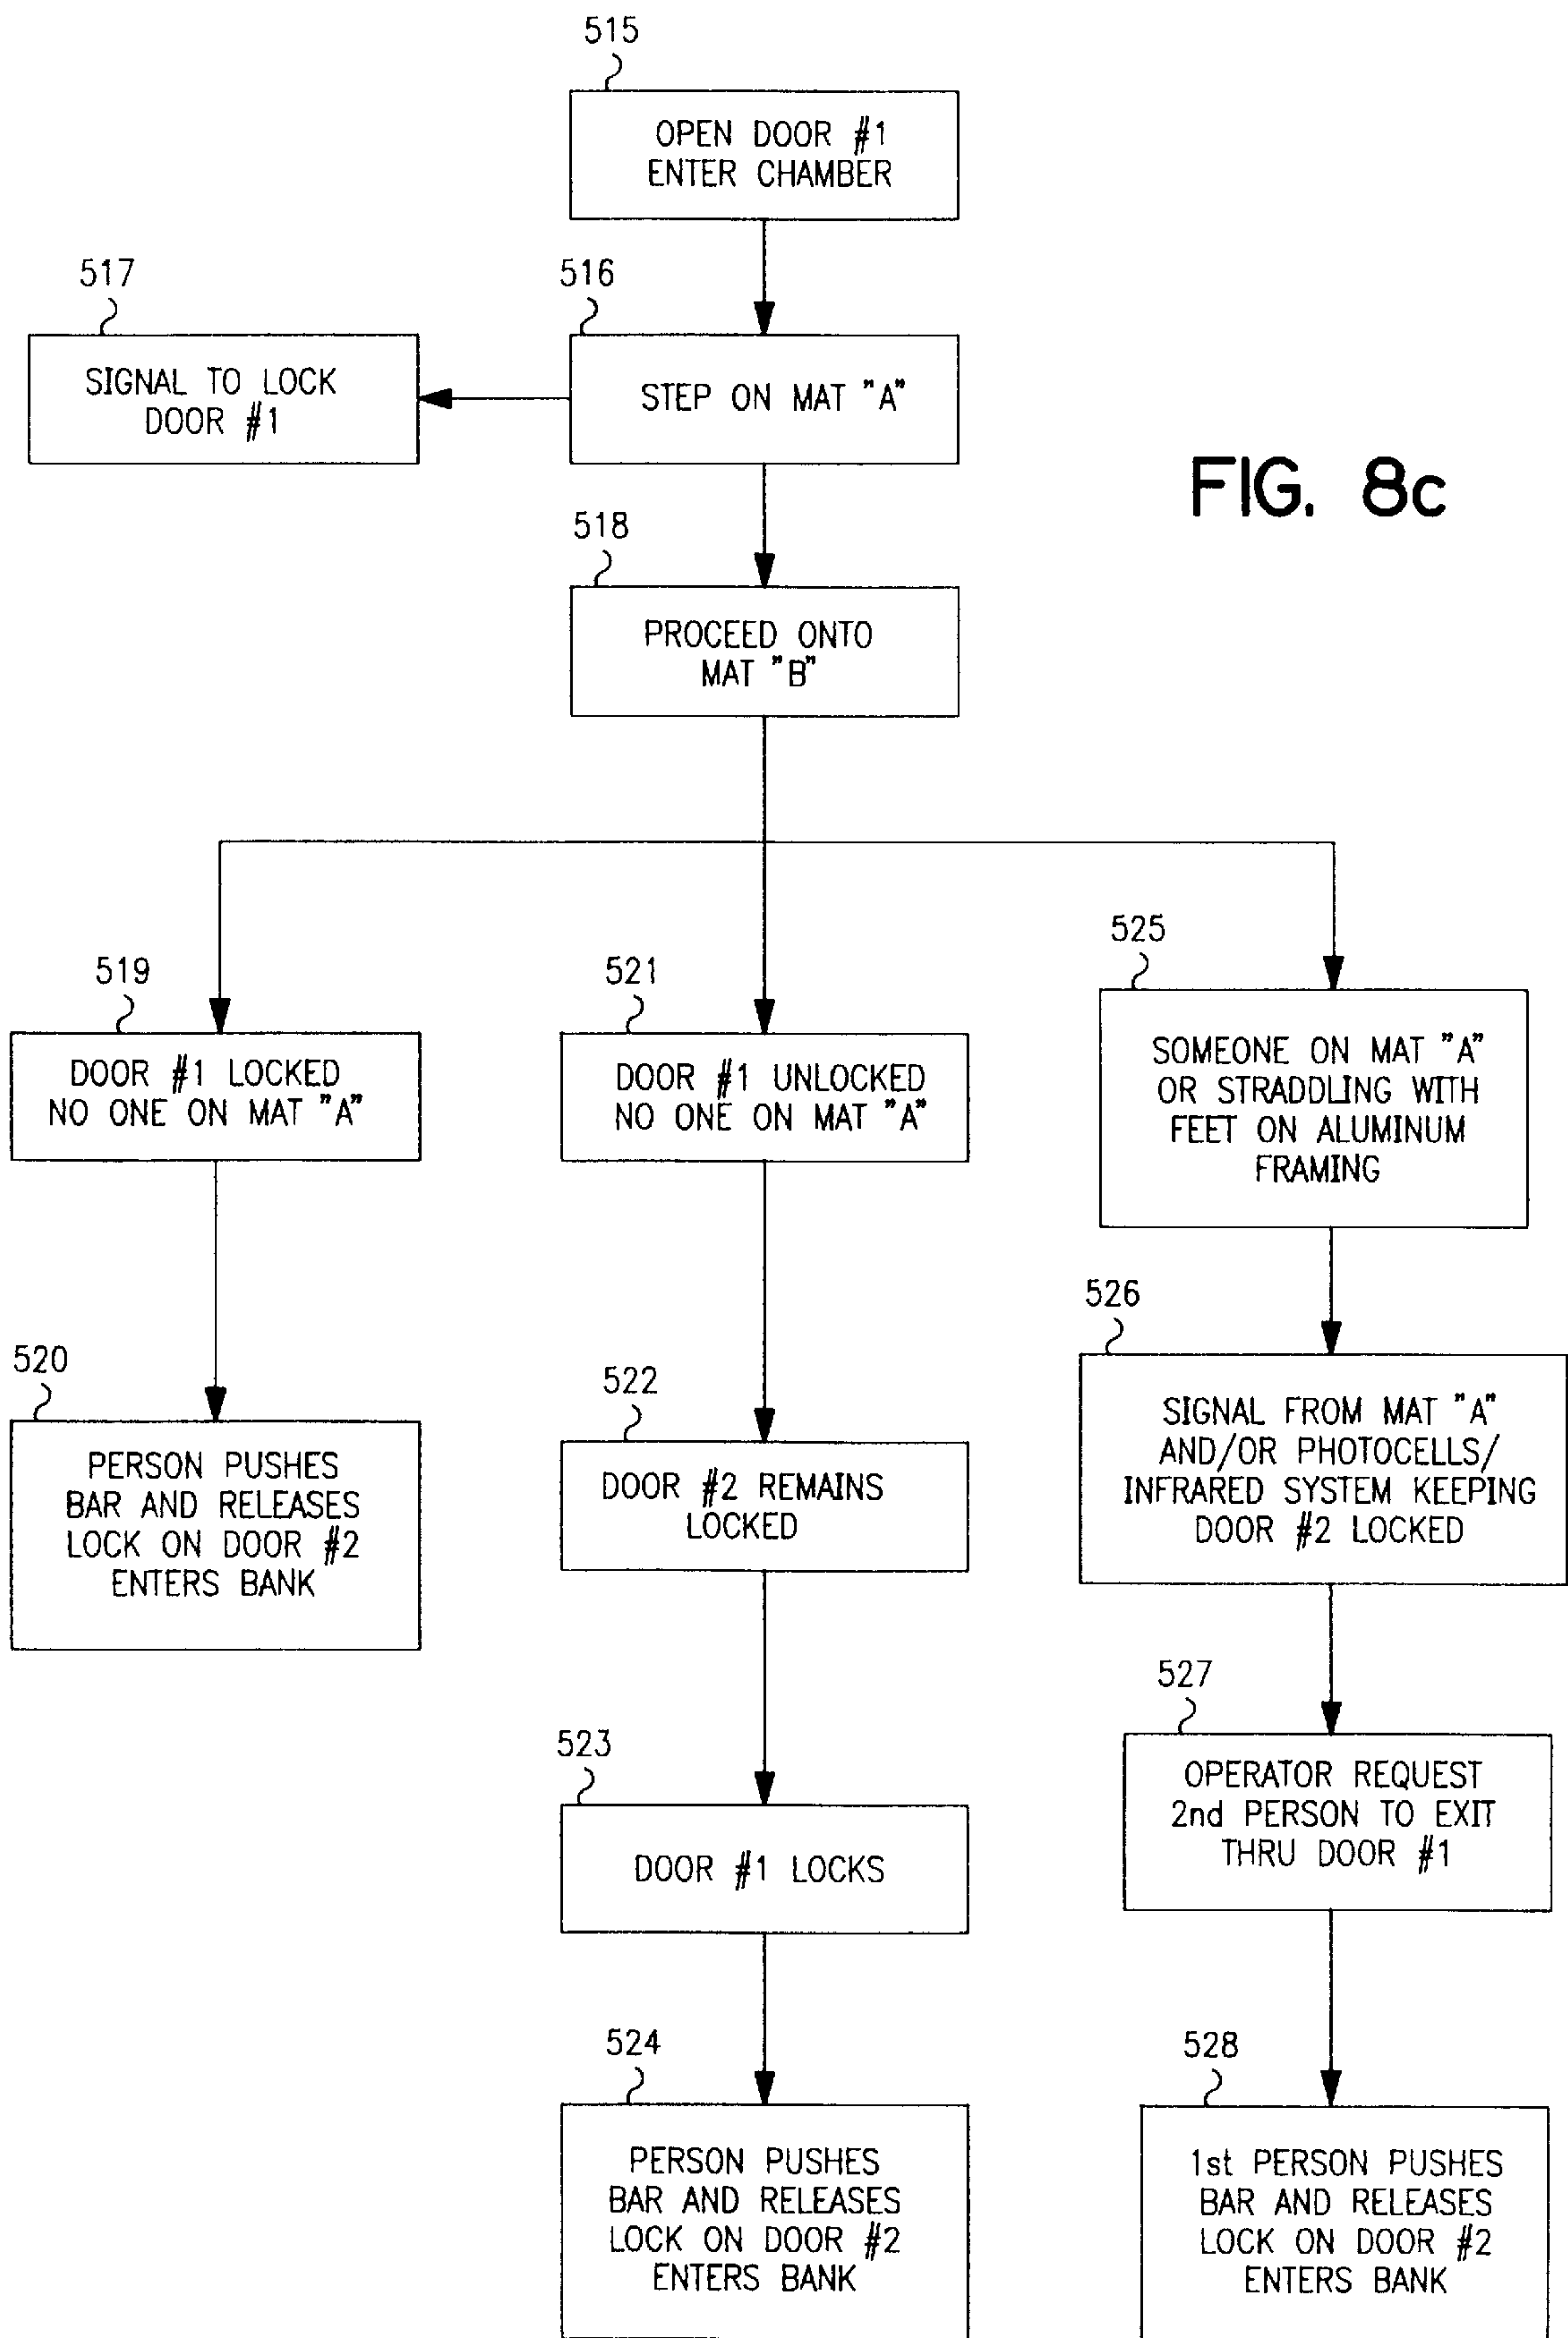 515
OPEN DOOR #1
ENTER CHAMBER
517
516
SIGNAL TO LOCK
DOOR #1
STEP ON MAT "A"
FIG. 8c
518
PROCEED ONTO
MAT "B"
519
DOOR #1 LOCKED
NO ONE ON MAT "A"
521
DOOR #1 UNLOCKED
NO ONE ON MAT "A"
525
SOMEONE ON MAT "A"
OR STRADDLING WITH
FEET ON ALUMINUM
FRAMING
520
PERSON PUSHES
BAR AND RELEASES
LOCK ON DOOR #2
ENTERS BANK
522
DOOR #2 REMAINS
LOCKED
526
SIGNAL FROM MAT "A"
AND/OR PHOTOCELLS/
INFRARED SYSTEM KEEPING
DOOR #2 LOCKED
523
DOOR #1 LOCKS
527
OPERATOR REQUEST
2nd PERSON TO EXIT
THRU DOOR #1
524
PERSON PUSHES
BAR AND RELEASES
LOCK ON DOOR #2
ENTERS BANK
528
1st PERSON PUSHES
BAR AND RELEASES
LOCK ON DOOR #2
ENTERS BANK